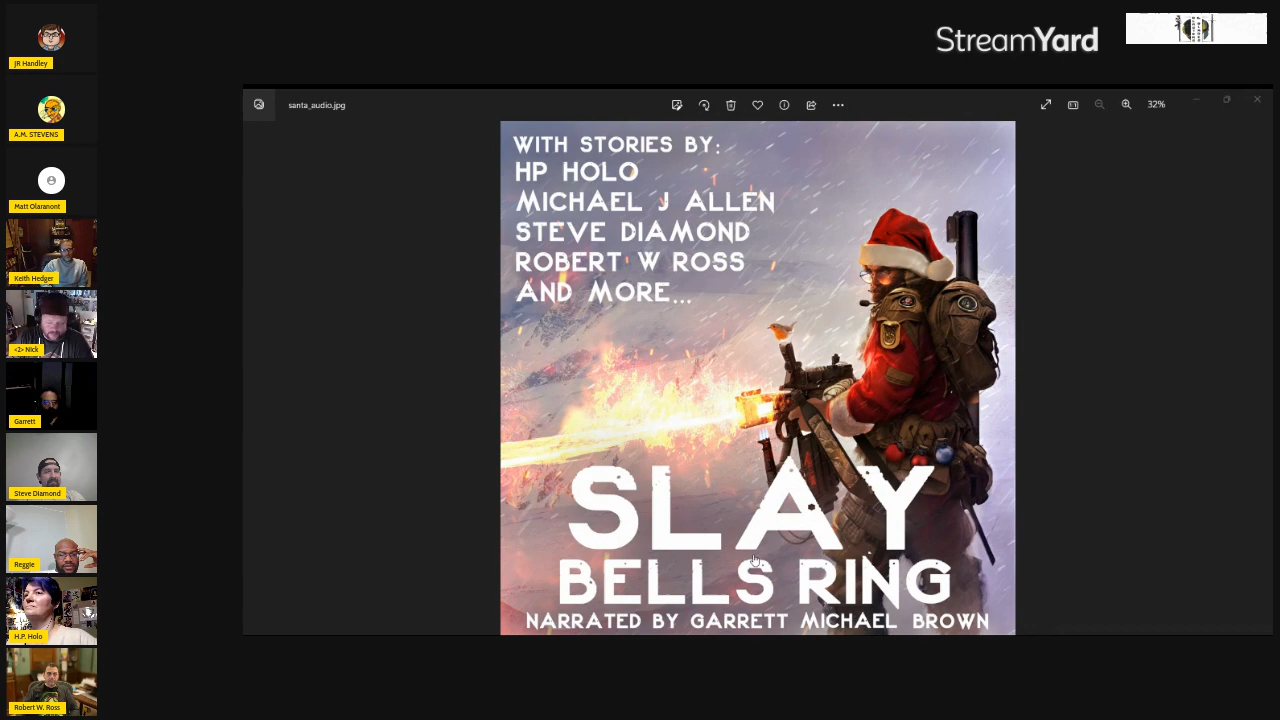 JR Handley
A.M. STEVENS
Matt Olaranont
Keith Hedger
<2> Nick
Garrett
Steve Diamond
Reggie
H.P. Holo
Robert W. Ross
StreamYard
santa_audio.jpg
32%
WITH STORIES BY:
HP HOLO
MICHAEL J ALLEN
STEVE DIAMOND
ROBERT W ROSS
AND MORE...
SLAY
BELLS RING
NARRATED BY GARRETT MICHAEL BROWN